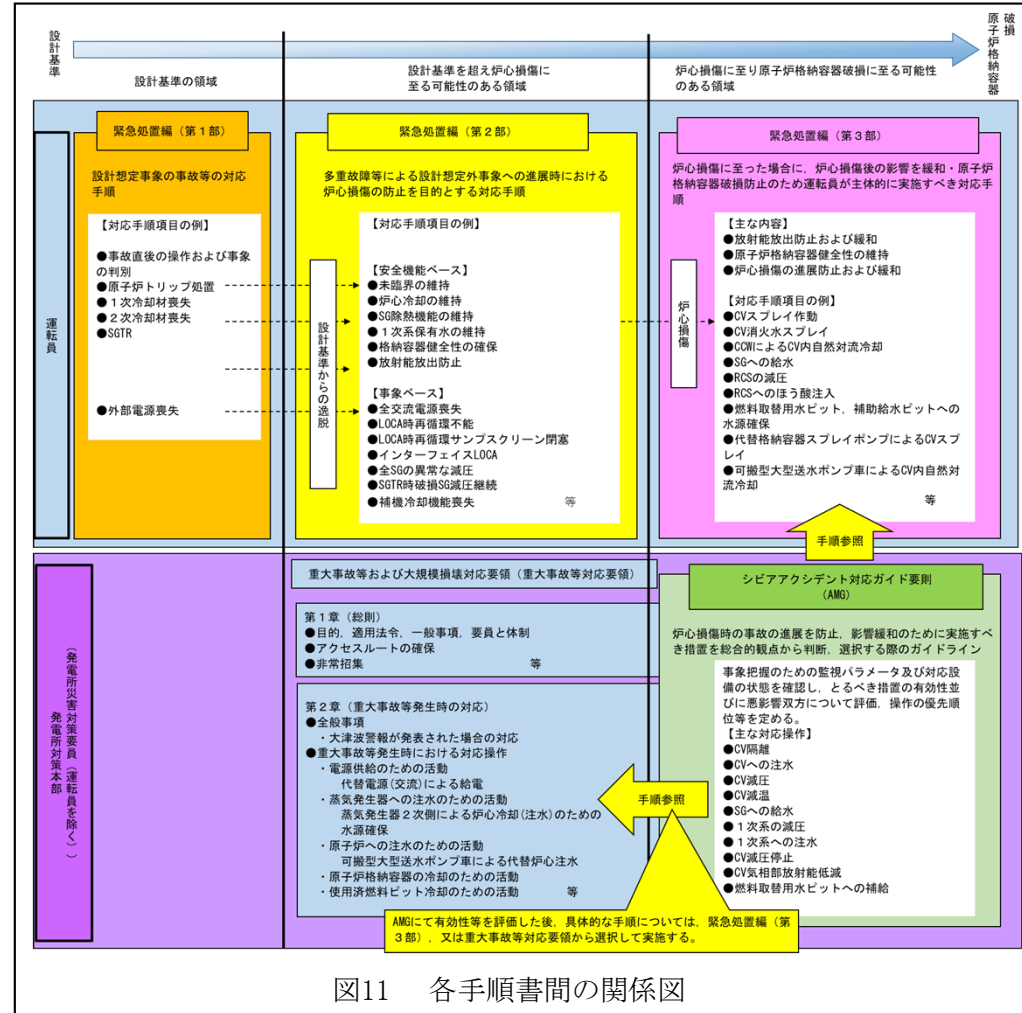 設計基準
原子炉格納容器
破損
設計基準の領域
設計基準を超え炉心損傷に
至る可能性のある領域
炉心損傷に至り原子炉格納容器破損に至る可能性
のある領域
運転員
緊急処置編(第1部)
設計想定事象の事故等の対応
手順
【対応手順項目の例】
●事故直後の操作および事象
の判別
●原子炉トリップ処置
●1次冷却材喪失
●2次冷却材喪失
●SGTR
●外部電源喪失
設計基準からの逸脱
緊急処置編(第2部)
多重故障等による設計想定外事象への進展時における
炉心損傷の防止を目的とする対応手順
【対応手順項目の例】
【安全機能ベース】
●未臨界の維持
●炉心冷却の維持
●SG除熱機能の維持
●1次系保有水の維持
●格納容器健全性の確保
●放射能放出防止
【事象ベース】
●全交流電源喪失
●LOCA時再循環不能
●LOCA時再循環サンプスクリーン閉塞
●インターフェイスLOCA
●全SGの異常な減圧
●SGTR時破損SG減圧継続
●補機冷却機能喪失 等
炉心損傷
緊急処置編(第3部)
炉心損傷に至った場合に,炉心損傷後の影響を緩和・原子炉
格納容器破損防止のため運転員が主体的に実施すべき対応手
順
【主な内容】
●放射能放出防止および緩和
●原子炉格納容器健全性の維持
●炉心損傷の進展防止および緩和
【対応手順項目の例】
●CVスプレイ作動
●CV消火水スプレイ
●CCWによるCV内自然対流冷却
●SGへの給水
●RCSの減圧
●RCSへのほう酸注入
●燃料取替用水ピット,補助給水ピットへの
水源確保
●代替格納容器スプレイポンプによるCVスプ
レイ
●可搬型大型送水ポンプ車によるCV内自然対
流冷却
等
手順参照
発電所対策本部
(発電所災害対策要員(運転員を除く))
重大事故等および大規模損壊対応要領(重大事故等対応要領)
第1章(総則)
●目的,適用法令,一般事項,要員と体制
●アクセスルートの確保
●非常招集 等
第2章(重大事故等発生時の対応)
●全般事項
・大津波警報が発表された場合の対応
●重大事故等発生時における対応操作
・電源供給のための活動
代替電源(交流)による給電
・蒸気発生器への注水のための活動
蒸気発生器2次側による炉心冷却(注水)のための
水源確保
・原子炉への注水のための活動
可搬型大型送水ポンプ車による代替炉心注水
・原子炉格納容器の冷却のための活動
・使用済燃料ピット冷却のための活動 等
手順参照
シビアアクシデント対応ガイド要則
(AMG)
炉心損傷時の事故の進展を防止,影響緩和のために実施すべ
き措置を総合的観点から判断,選択する際のガイドライン
事象把握のための監視パラメータ及び対応設
備の状態を確認し,とるべき措置の有効性並
びに悪影響双方について評価,操作の優先順
位等を定める。
【主な対応操作】
●CV隔離
●CVへの注水
●CV減圧
●CV減温
●SGへの給水
●1次系の減圧
●1次系への注水
●CV減圧停止
●CV気相部放射能低減
●燃料取替用水ピットへの補給
AMGにて有効性等を評価した後,具体的な手順については,緊急処置編(第
3部),又は重大事故等対応要領から選択して実施する。
図11 各手順書間の関係図